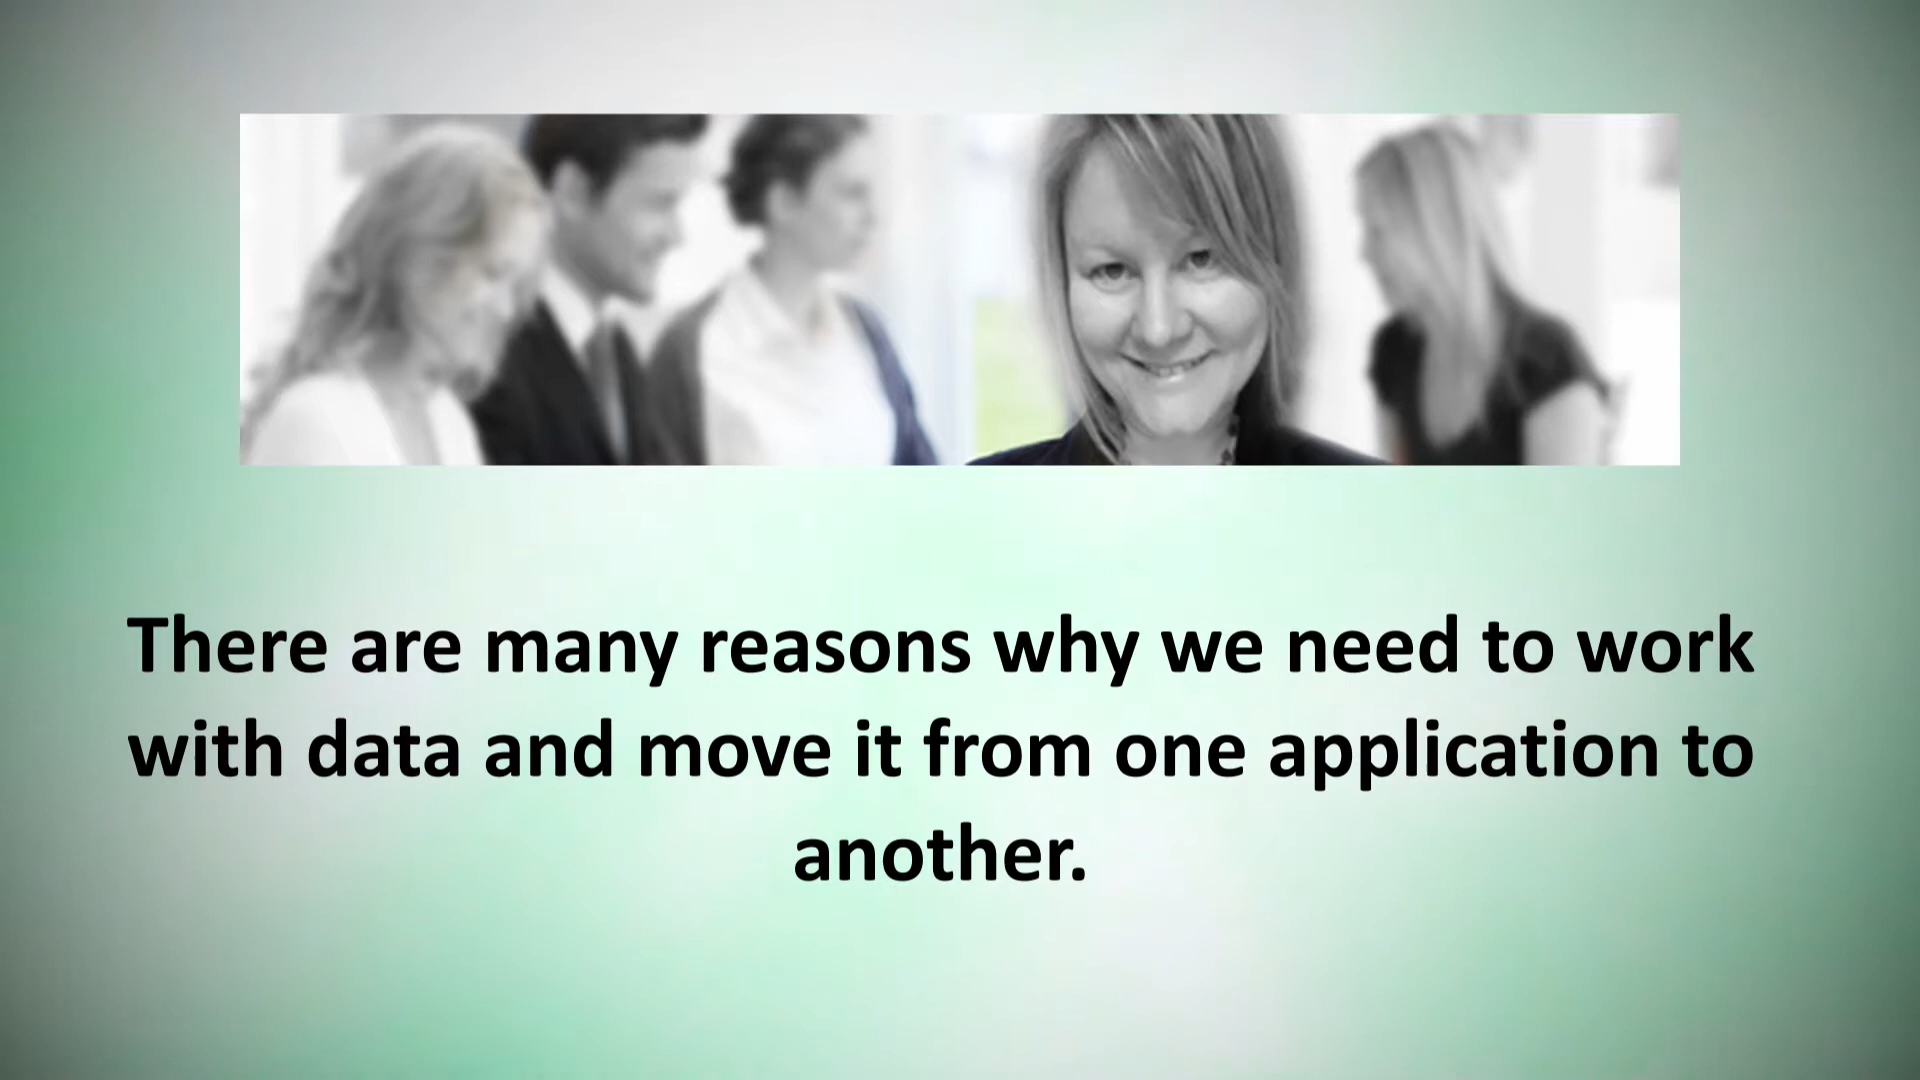 There are many reasons why we need to work
with data and move it from one application to
another.